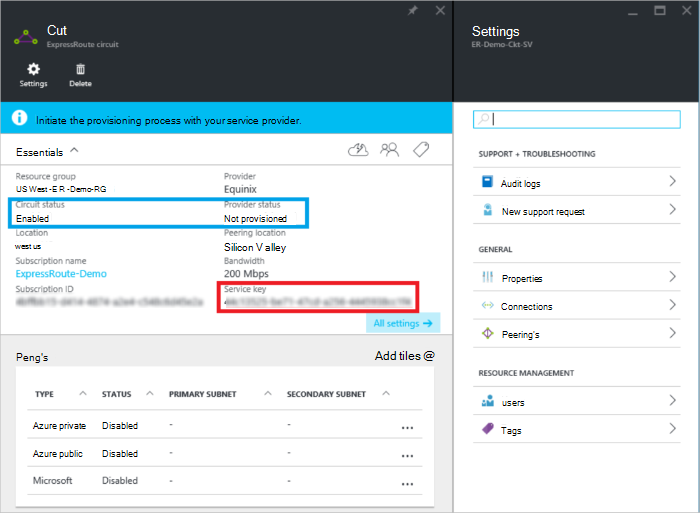 Cut
ExpressRoute circuit
Settings
Delete
Initiate the provisioning process with your service provider.
Essentials
Resource group
US West -E R -Demo-RG
Provider
Equinix
Circuit status
Enabled
Provider status
Not provisioned
Location
west us
Peering location
Silicon V alley
Subscription name
ExpressRoute-Demo
Bandwidth
200 Mbps
Subscription ID
Service key
All settings →
Peng's
Add tiles @
TYPE STATUS PRIMARY SUBNET SECONDARY SUBNET
Azure private Disabled - - ...
Azure public Disabled - - ...
Microsoft Disabled - - ...
Settings
ER-Demo-Ckt-SV
SUPPORT + TROUBLESHOOTING
Audit logs
New support request
GENERAL
Properties
Connections
Peering's
RESOURCE MANAGEMENT
users
Tags